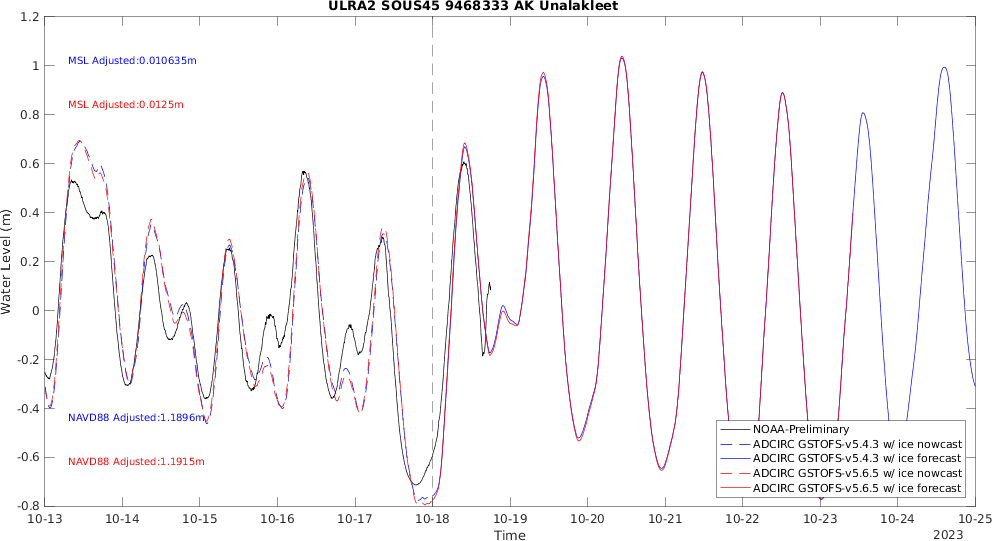 ULRA2 SOUS45 9468333 AK Unalakleet
1.2
1
0.8
0.6
0.4
0.2
0
-0.2
-0.4
-0.6
-0.8
Water Level (m)
MSL Adjusted:0.010635m
MSL Adjusted:0.0125m
NAVD88 Adjusted:1.1896m
NAVD88 Adjusted:1.1915m
NOAA-Preliminary
ADCIRC GSTOFS-v5.4.3 w/ ice nowcast
ADCIRC GSTOFS-v5.4.3 w/ ice forecast
ADCIRC GSTOFS-v5.6.5 w/ ice nowcast
ADCIRC GSTOFS-v5.6.5 w/ ice forecast
10-13 10-14 10-15 10-16 10-17 10-18 10-19 10-20 10-21 10-22 10-23 10-24 10-25
Time
2023